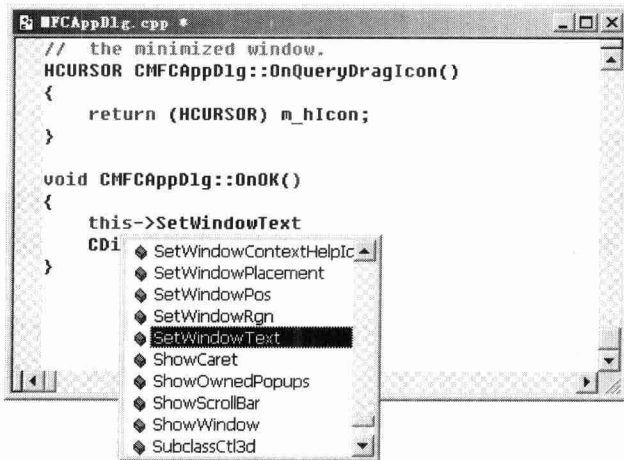 MFCAppDlg.cpp *
//  the minimized window.
HCURSOR CMFCAppDlg::OnQueryDragIcon()
{
    return (HCURSOR) m_hIcon;
}
void CMFCAppDlg::OnOK()
{
    this->SetWindowText
    CDi
}
SetWindowContextHelpIc
SetWindowPlacement
SetWindowPos
SetWindowRgn
SetWindowText
ShowCaret
ShowOwnedPopups
ShowScrollBar
ShowWindow
SubclassCtl3d